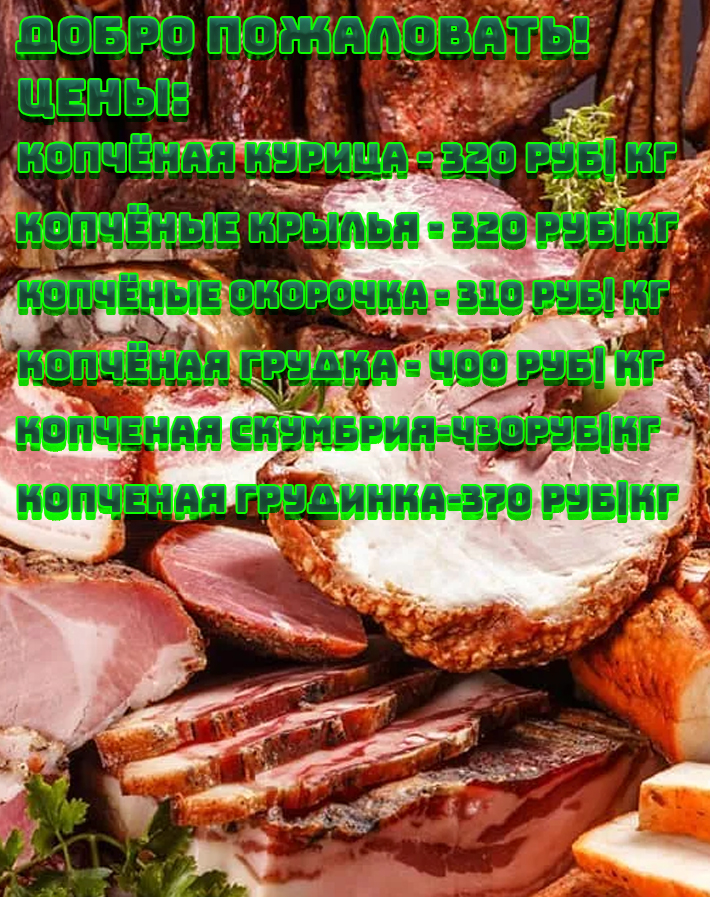 ДОБРО ПОЖАЛОВАТЬ!
ЦЕНЫ:
КОПЧЁНАЯ КУРИЦА - 320 РУБ| КГ
КОПЧЁНЫЕ КРЫЛЬЯ - 320 РУБ|КГ
КОПЧЁНЫЕ ОКОРОЧКА - 310 РУБ| КГ
КОПЧЁНАЯ ГРУДКА - 400 РУБ| КГ
КОПЧЕНАЯ СКУМБРИЯ-430РУБ|КГ
КОПЧЕНАЯ ГРУДИНКА-370 РУБ|КГ